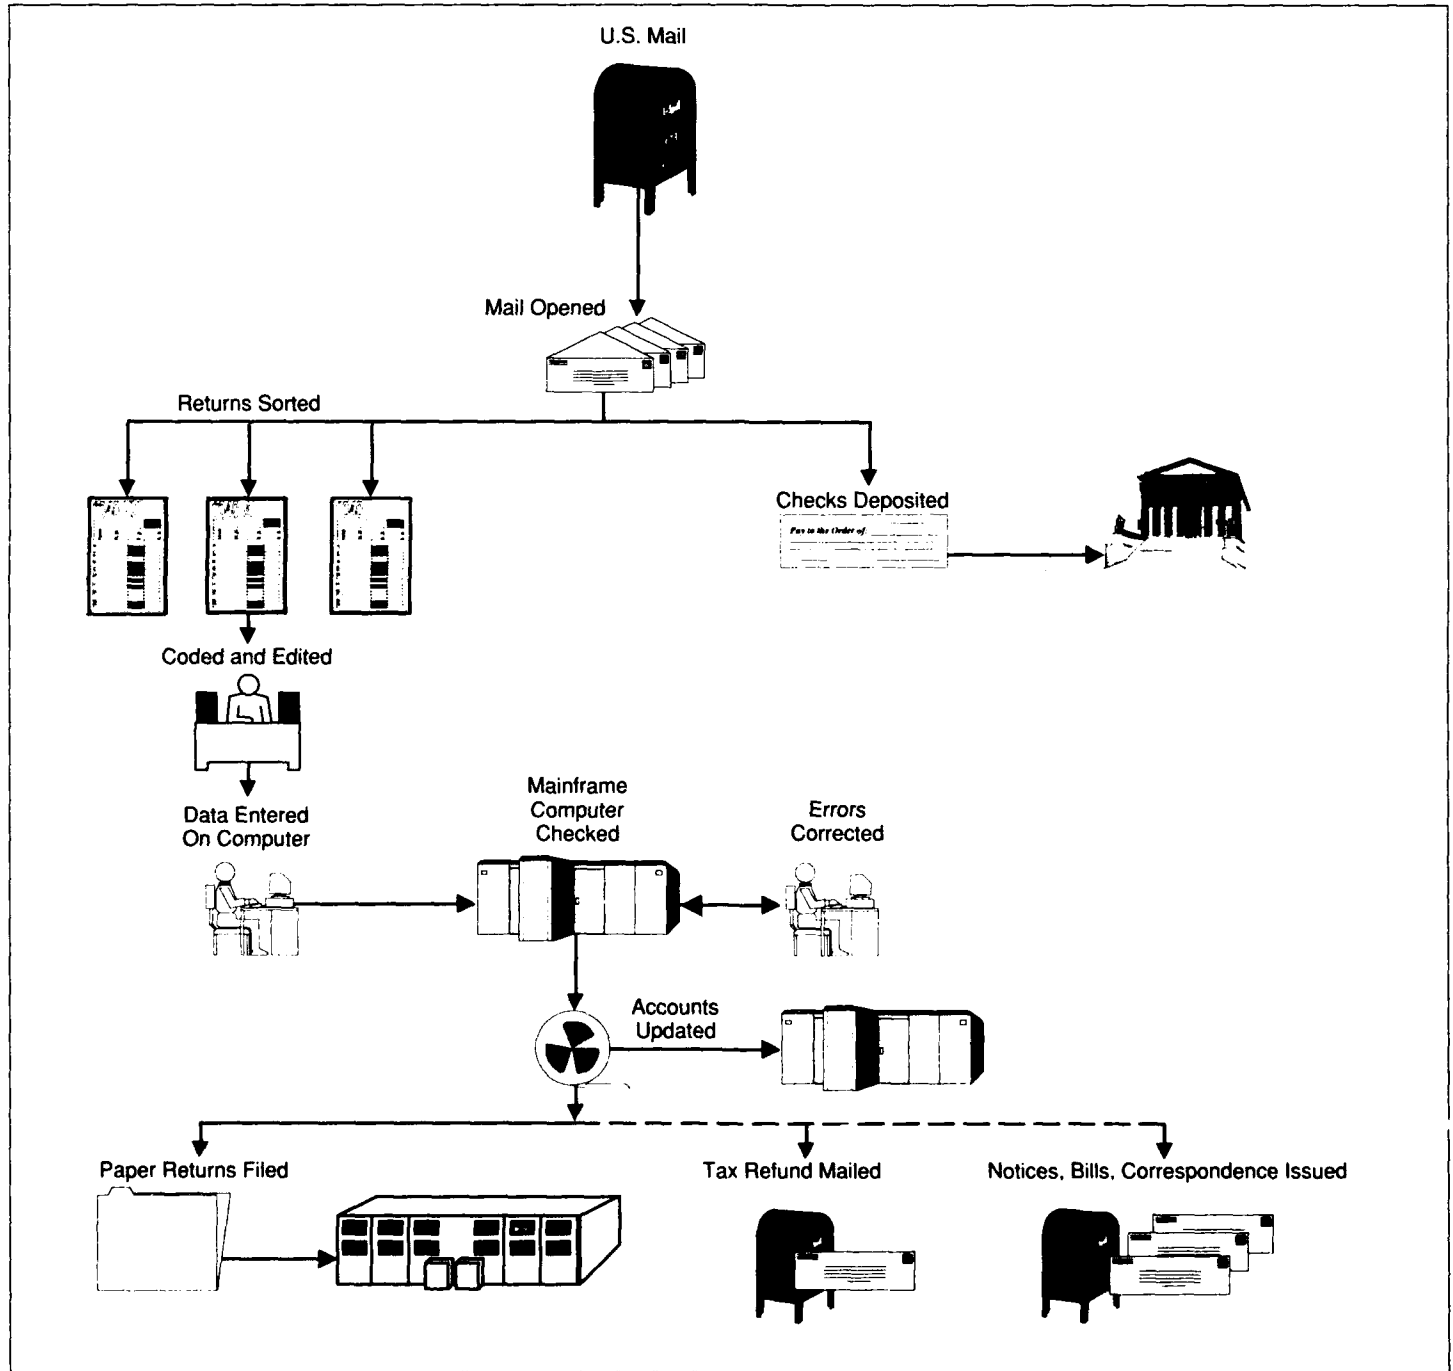 U.S. Mail
Mail Opened
Returns Sorted
Checks Deposited
Pay to the Order of
Coded and Edited
Data Entered
On Computer
Mainframe
Computer
Checked
Errors
Corrected
Accounts
Updated
Paper Returns Filed
Tax Refund Mailed
Notices, Bills, Correspondence Issued